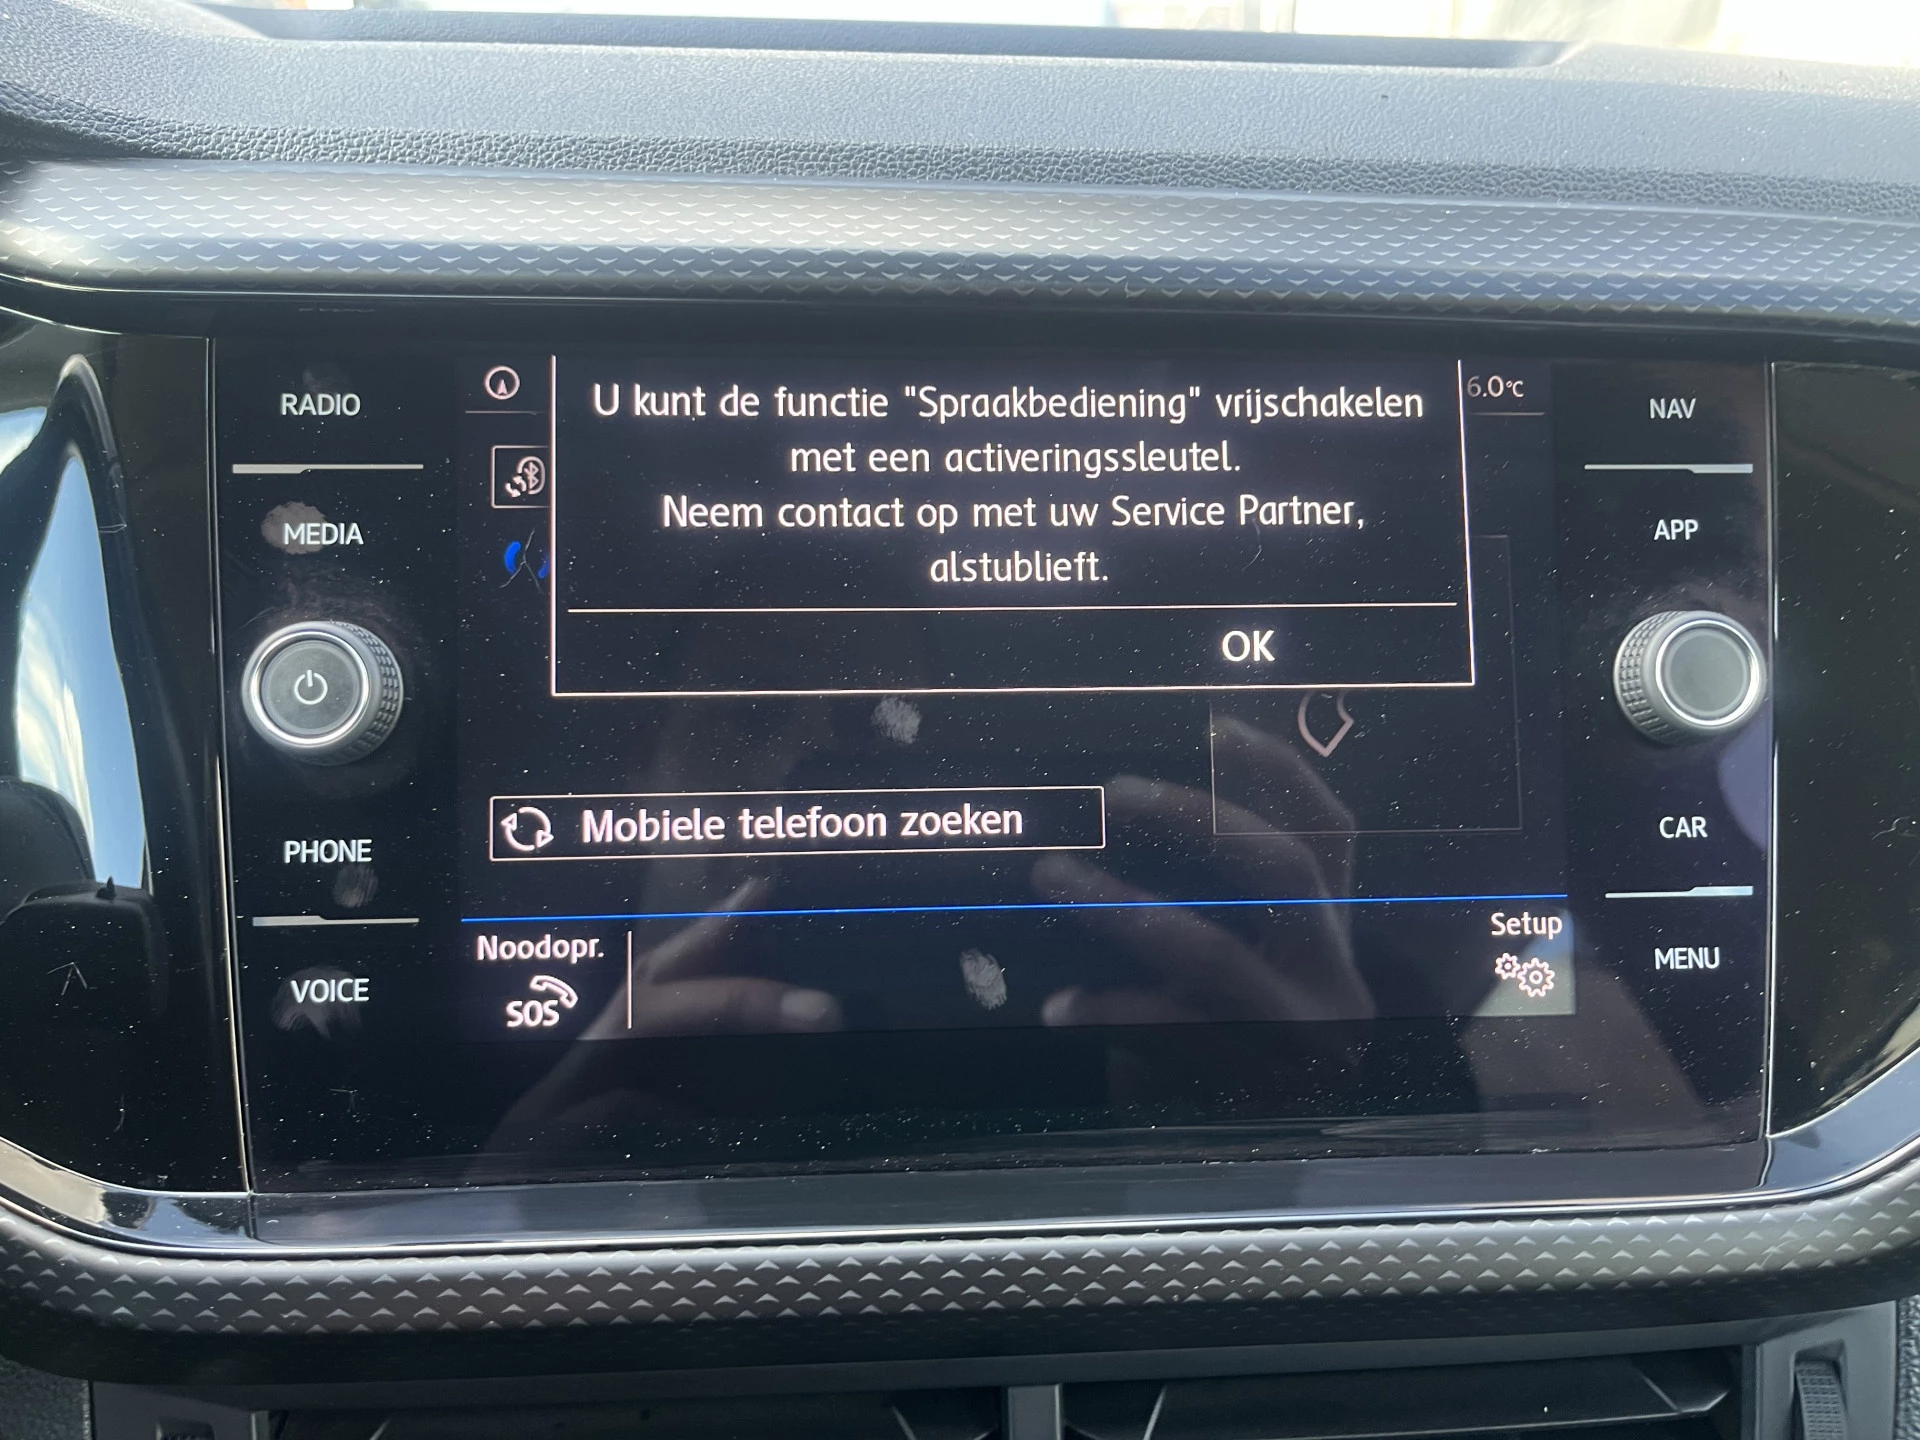 RADIO
MEDIA
PHONE
VOICE
U kunt de functie "Spraakbediening" vrijschakelen
met een activeringssleutel.
Neem contact op met uw Service Partner,
alstublieft.
OK
6.0°C
Mobiele telefoon zoeken
Noodopr.
SOS
Setup
NAV
APP
CAR
MENU